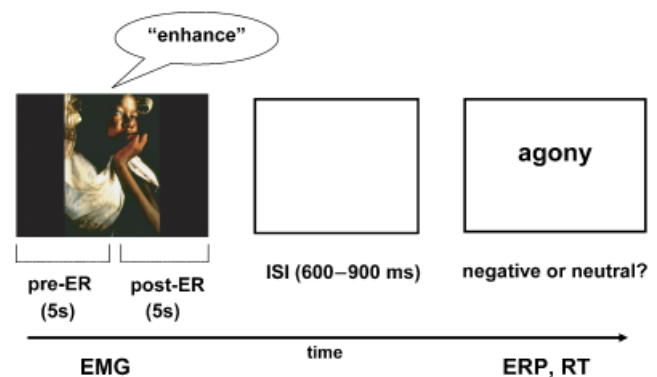 “enhance”
agony
pre-ER
(5s)
post-ER
(5s)
ISI (600–900 ms)
negative or neutral?
time
EMG
ERP, RT